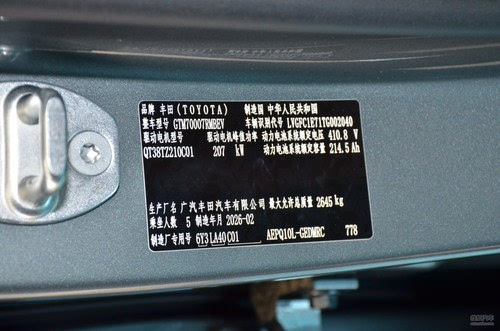 品牌 丰田(TOYOTA) 制造国 中华人民共和国
整车型号 GTM70007RMBEV 车辆识别代号 LVGFC1E71TG002040
驱动电机型号 驱动电机峰值功率 动力电池系统额定电压 410.8 V
QT38TZ210C01 207 kW 动力电池系统额定容量 214.5 Ah
生产厂名 广汽丰田汽车有限公司 最大允许总质量 2645 kg
乘坐人数 5 制造年月 2026-02
制造厂专用号 6Y3 LA40 C01 AEPQ10L-GEDMRC 778